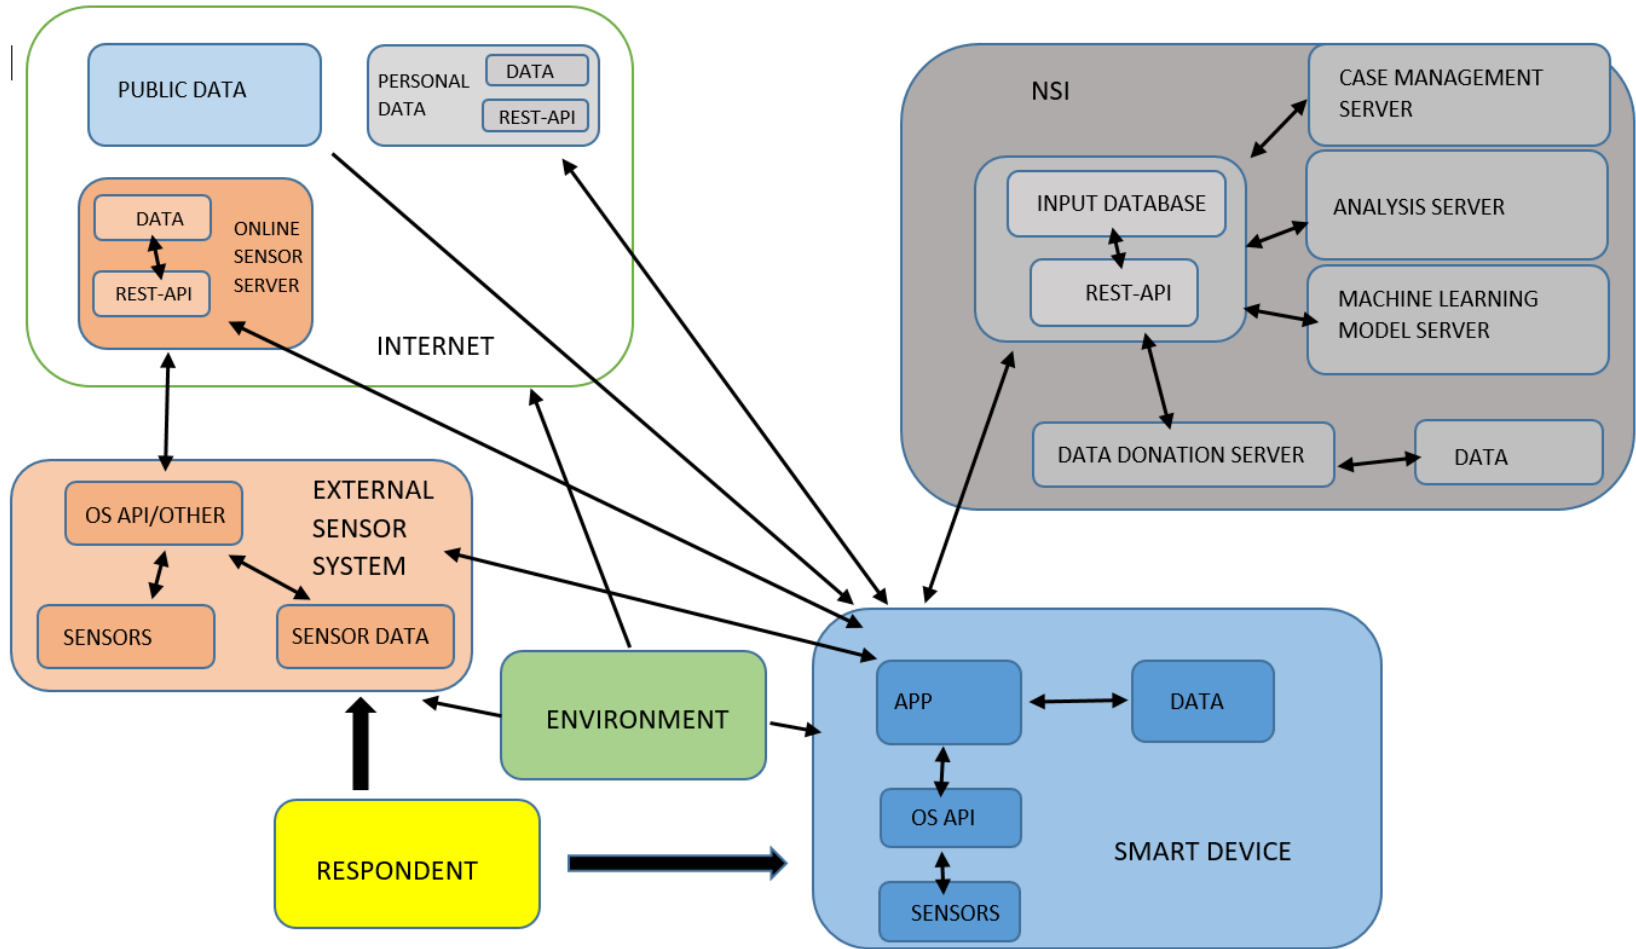 PUBLIC DATA
PERSONAL
DATA
DATA
REST-API
DATA
REST-API
ONLINE
SENSOR
SERVER
INTERNET
NSI
CASE MANAGEMENT
SERVER
INPUT DATABASE
REST-API
ANALYSIS SERVER
MACHINE LEARNING
MODEL SERVER
DATA DONATION SERVER
DATA
OS API/OTHER
EXTERNAL
SENSOR
SYSTEM
SENSORS
SENSOR DATA
ENVIRONMENT
RESPONDENT
APP
DATA
OS API
SENSORS
SMART DEVICE